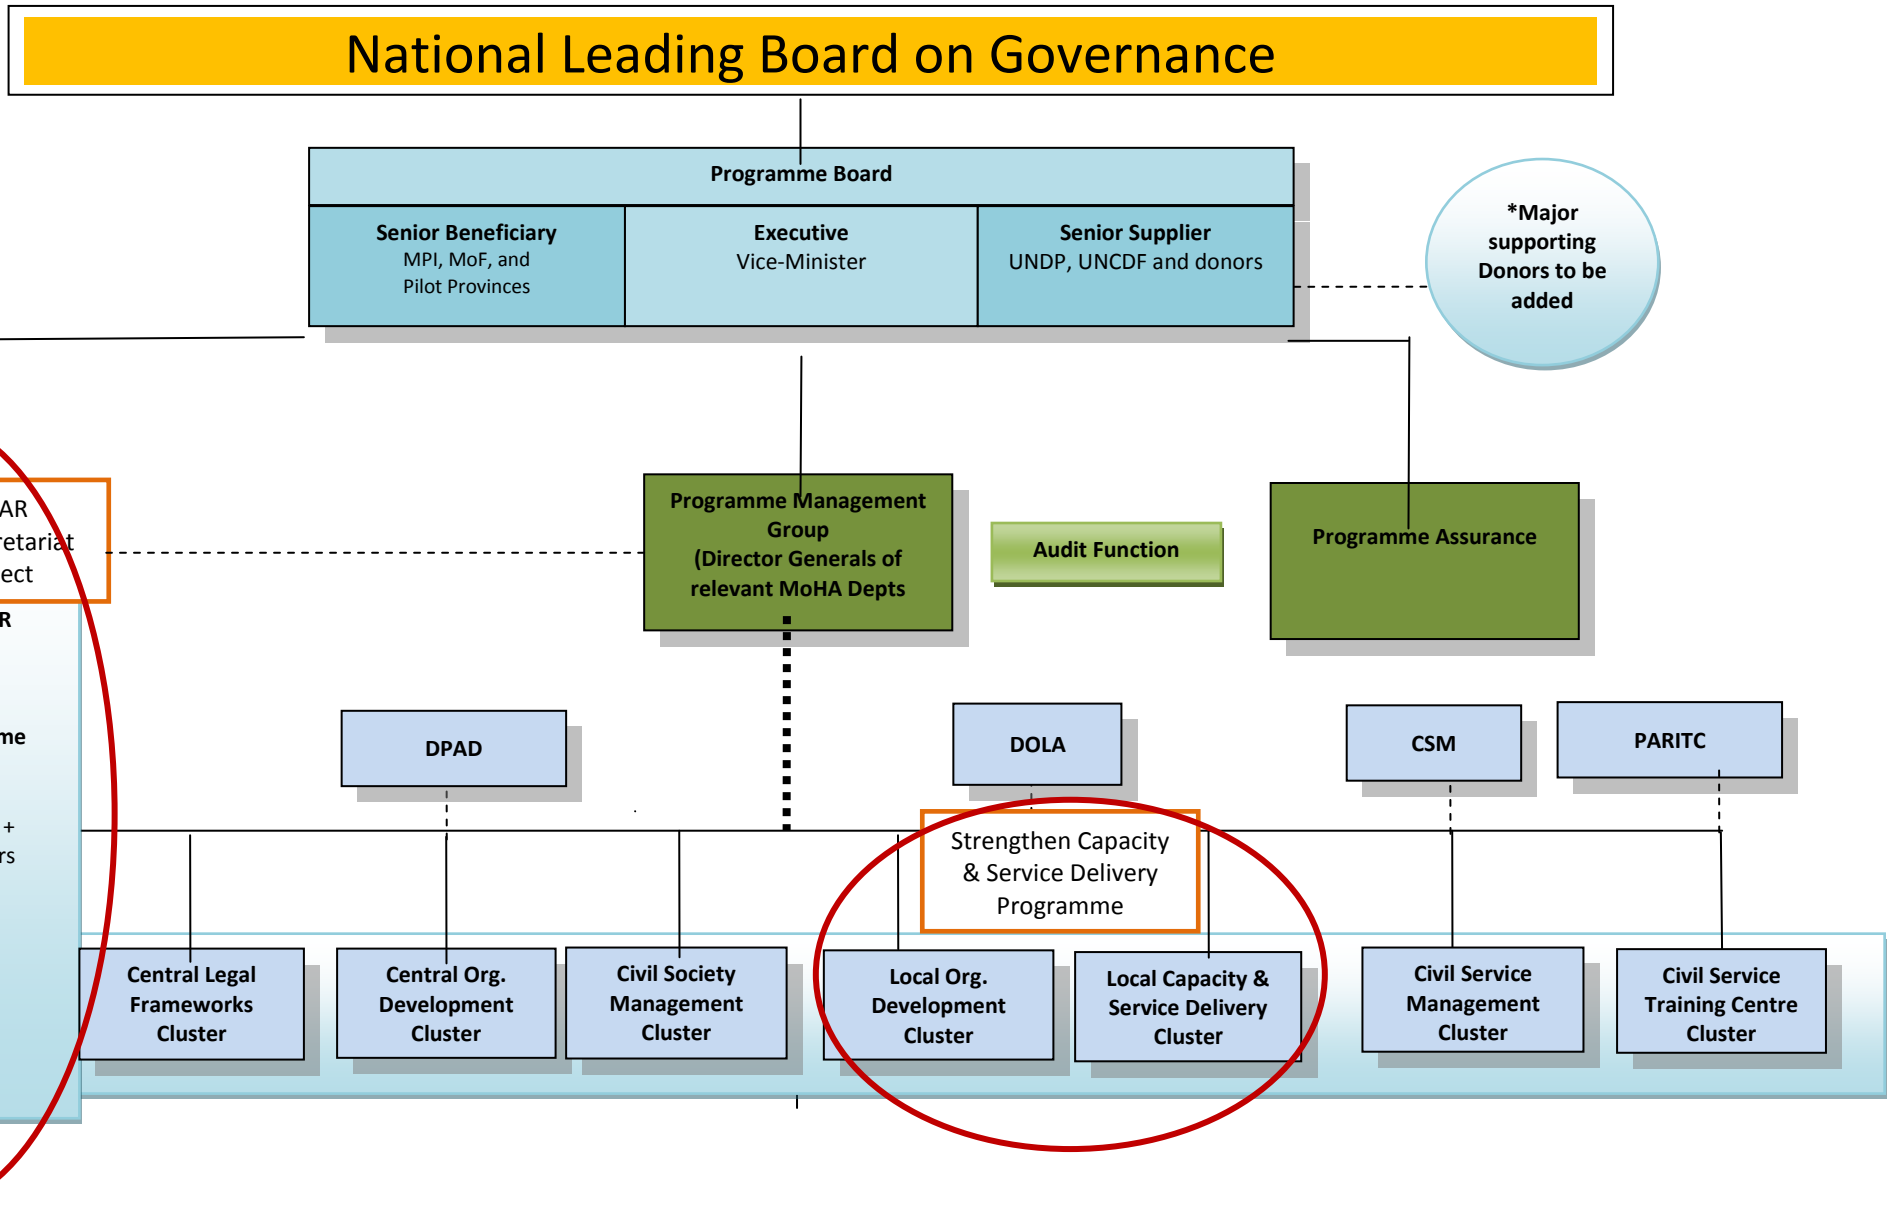 National Leading Board on Governance
Programme Board
Senior Beneficiary
MPI, MoF, and
Pilot Provinces
Executive
Vice-Minister
Senior Supplier
UNDP, UNCDF and donors
*Major
supporting
Donors to be
added
AR
retariat
ect
R
me
+
rs
Programme Management
Group
(Director Generals of
relevant MoHA Depts
Audit Function
Programme Assurance
DPAD
DOLA
CSM
PARITC
Strengthen Capacity
& Service Delivery
Programme
Central Legal
Frameworks
Cluster
Central Org.
Development
Cluster
Civil Society
Management
Cluster
Local Org.
Development
Cluster
Local Capacity &
Service Delivery
Cluster
Civil Service
Management
Cluster
Civil Service
Training Centre
Cluster